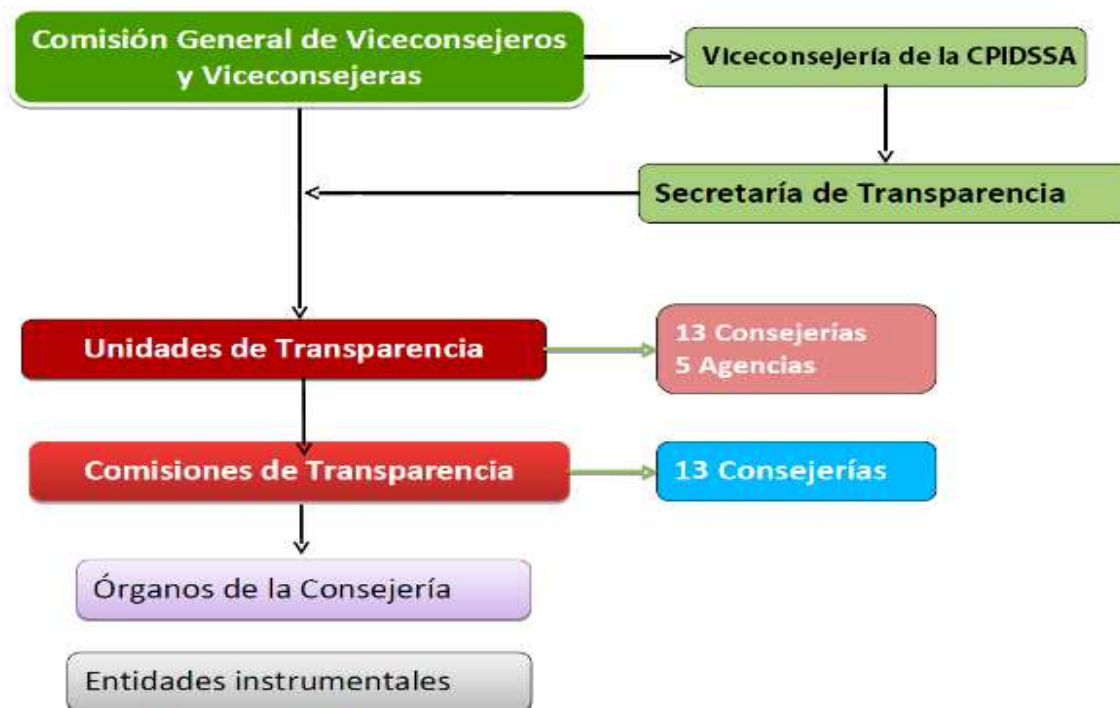 Comisión General de Viceconsejeros
y Viceconsejeras
Viceconsejería de la CPIDSSA
Secretaría de Transparencia
Unidades de Transparencia
13 Consejerías
5 Agencias
Comisiones de Transparencia
13 Consejerías
Órganos de la Consejería
Entidades instrumentales